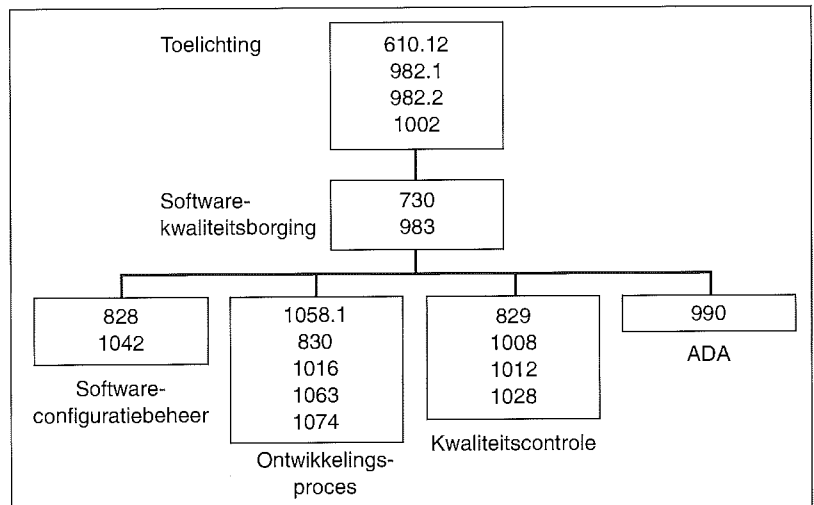 Toelichting
610.12
982.1
982.2
1002
Software-
kwaliteitsborging
730
983
828
1042
Software-
configuratiebeheer
1058.1
830
1016
1063
1074
Ontwikkelings-
proces
829
1008
1012
1028
Kwaliteitscontrole
990
ADA